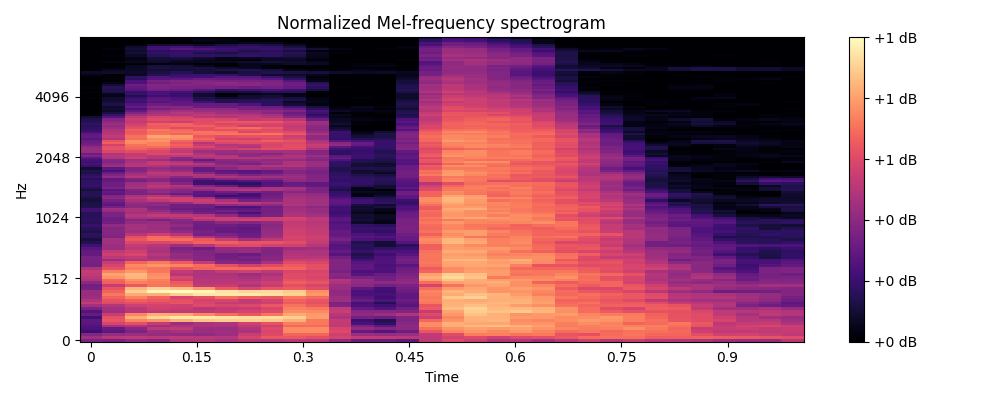 Normalized Mel-frequency spectrogram
Hz
4096
2048
1024
512
0
0 0.15 0.3 0.45 0.6 0.75 0.9
Time
+1 dB
+1 dB
+1 dB
+0 dB
+0 dB
+0 dB